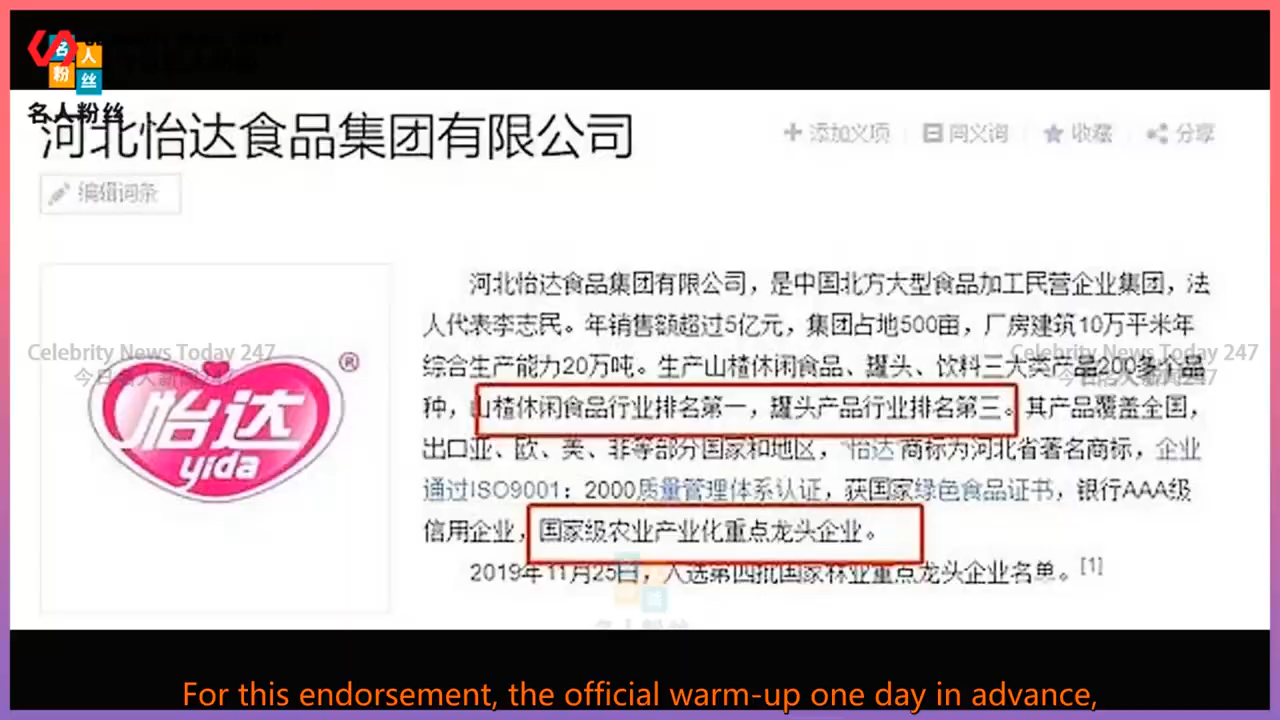 名人
粉丝
名人粉丝
河北怡达食品集团有限公司
添加义项
同义词
收藏
分享
编辑词条
河北怡达食品集团有限公司，是中国北方大型食品加工民营企业集团，法
人代表李志民。年销售额超过5亿元，集团占地500亩，厂房建筑10万平米年
Celebrity News Today 247
Celebrity News Today 247
综合生产能力20万吨。生产山楂休闲食品、罐头、饮料三大类产品200多个品
种，山楂休闲食品行业排名第一，罐头产品行业排名第三。其产品覆盖全国，
出口亚、欧、美、非等部分国家和地区，“怡达”商标为河北省著名商标，企业
通过ISO9001：2000质量管理体系认证，获国家绿色食品证书，银行AAA级
信用企业，国家级农业产业化重点龙头企业。
2019年11月25日，入选第四批国家林业重点龙头企业名单。[1]
怡达
yida
®
For this endorsement, the official warm-up one day in advance,